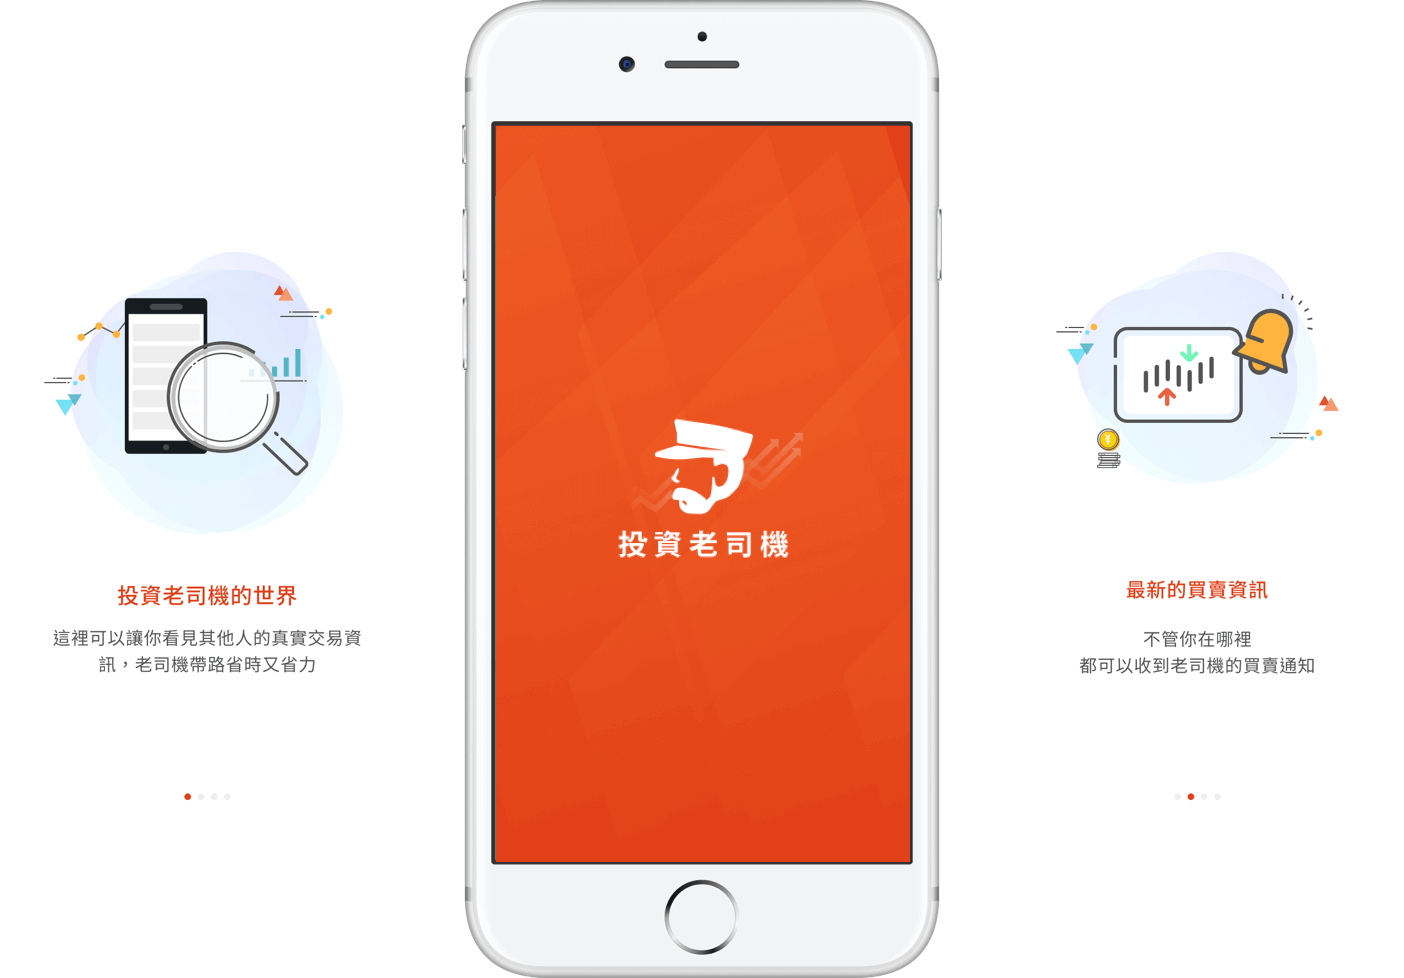 投資老司機的世界
這裡可以讓你看見其他人的真實交易資
訊，老司機帶路省時又省力
投資老司機
最新的買賣資訊
不管你在哪裡
都可以收到老司機的買賣通知
¥